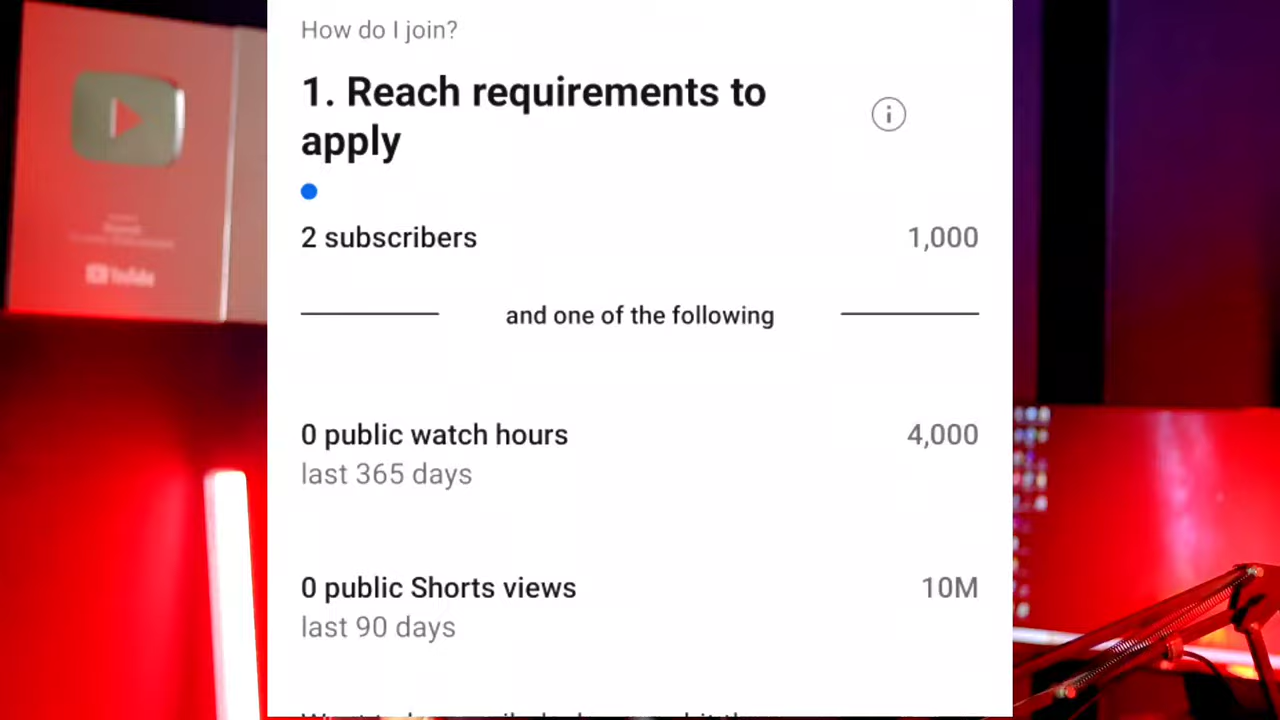 How do I join?
1. Reach requirements to
apply
2 subscribers
1,000
and one of the following
0 public watch hours
4,000
last 365 days
0 public Shorts views
10M
last 90 days
YouTube